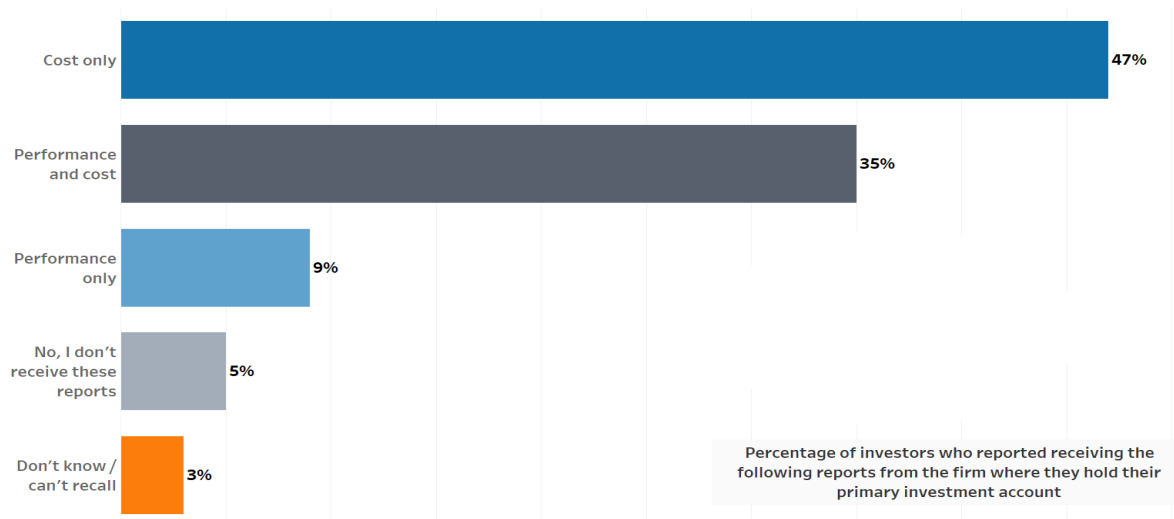 Cost only
47%
Performance
and cost
35%
Performance
only
9%
No, I don’t
receive these
reports
5%
Don’t know /
can’t recall
3%
Percentage of investors who reported receiving the
following reports from the firm where they hold their
primary investment account